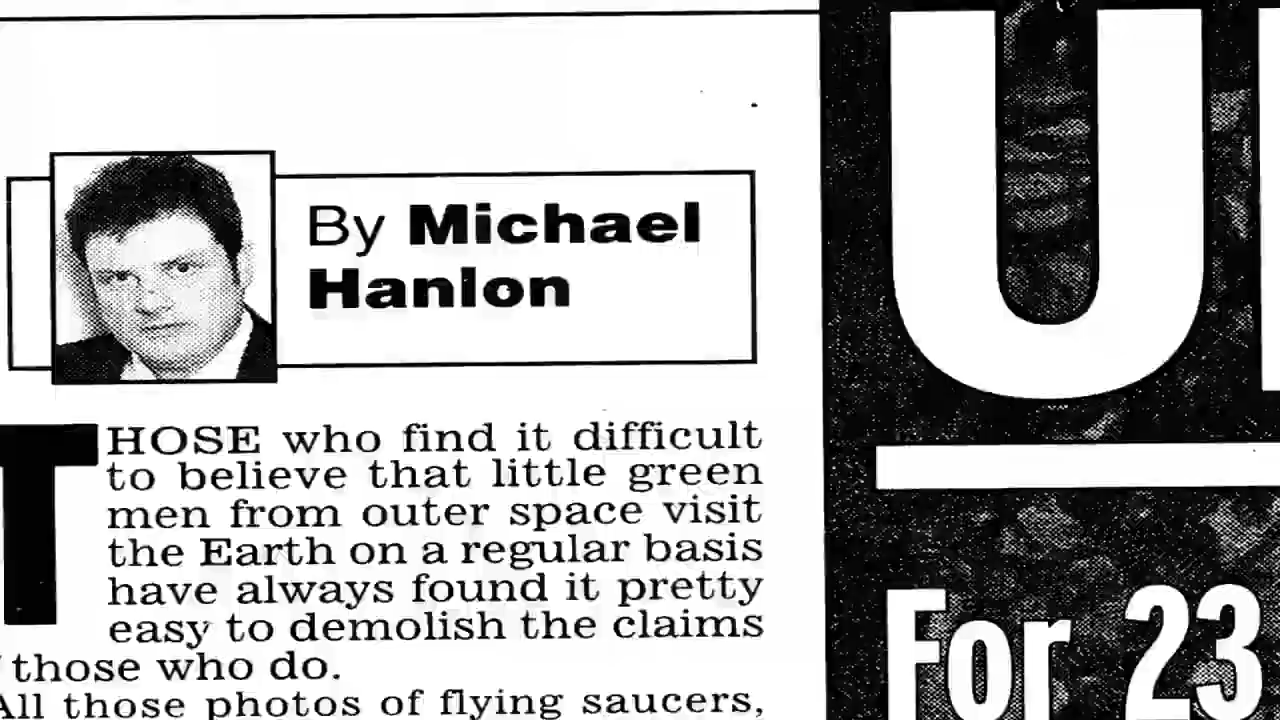 By Michael
Hanlon
THOSE who find it difficult
to believe that little green
men from outer space visit
the Earth on a regular basis
have always found it pretty
easy to demolish the claims
those who do.
All those photos of flying saucers,
U
For 23